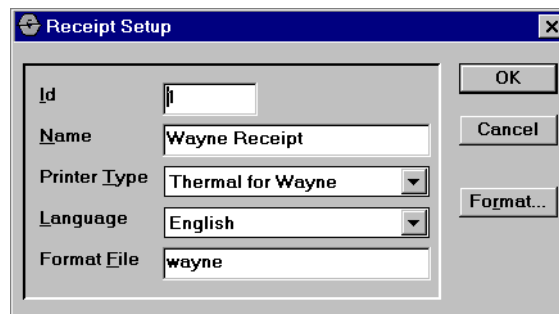 Receipt Setup
Id 1
Name Wayne Receipt
Printer Type Thermal for Wayne
Language English
Format File wayne
OK
Cancel
Format...